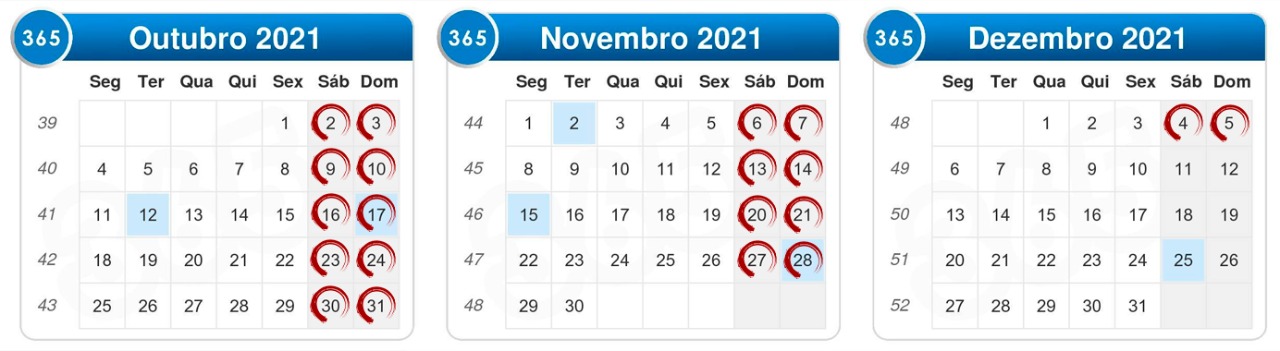 365 Outubro 2021
Seg Ter Qua Qui Sex Sáb Dom
39 1 2 3
40 4 5 6 7 8 9 10
41 11 12 13 14 15 16 17
42 18 19 20 21 22 23 24
43 25 26 27 28 29 30 31
365 Novembro 2021
Seg Ter Qua Qui Sex Sáb Dom
44 1 2 3 4 5 6 7
45 8 9 10 11 12 13 14
46 15 16 17 18 19 20 21
47 22 23 24 25 26 27 28
48 29 30
365 Dezembro 2021
Seg Ter Qua Qui Sex Sáb Dom
48 1 2 3 4 5
49 6 7 8 9 10 11 12
50 13 14 15 16 17 18 19
51 20 21 22 23 24 25 26
52 27 28 29 30 31